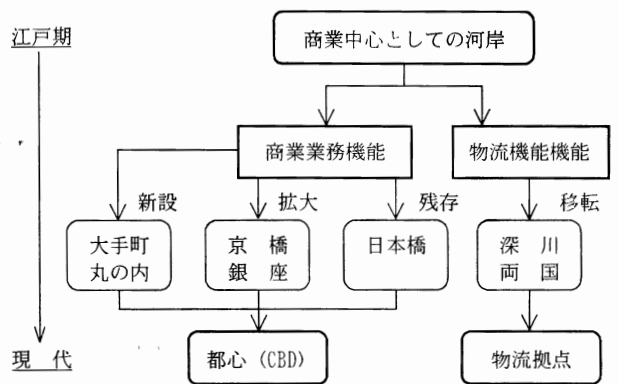 江戸期
商業中心としての河岸
商業業務機能
物流機能機能
新設
拡大
残存
移転
大手町
丸の内
京 橋
銀 座
日本橋
深 川
両 国
現 代
都心(CBD)
物流拠点